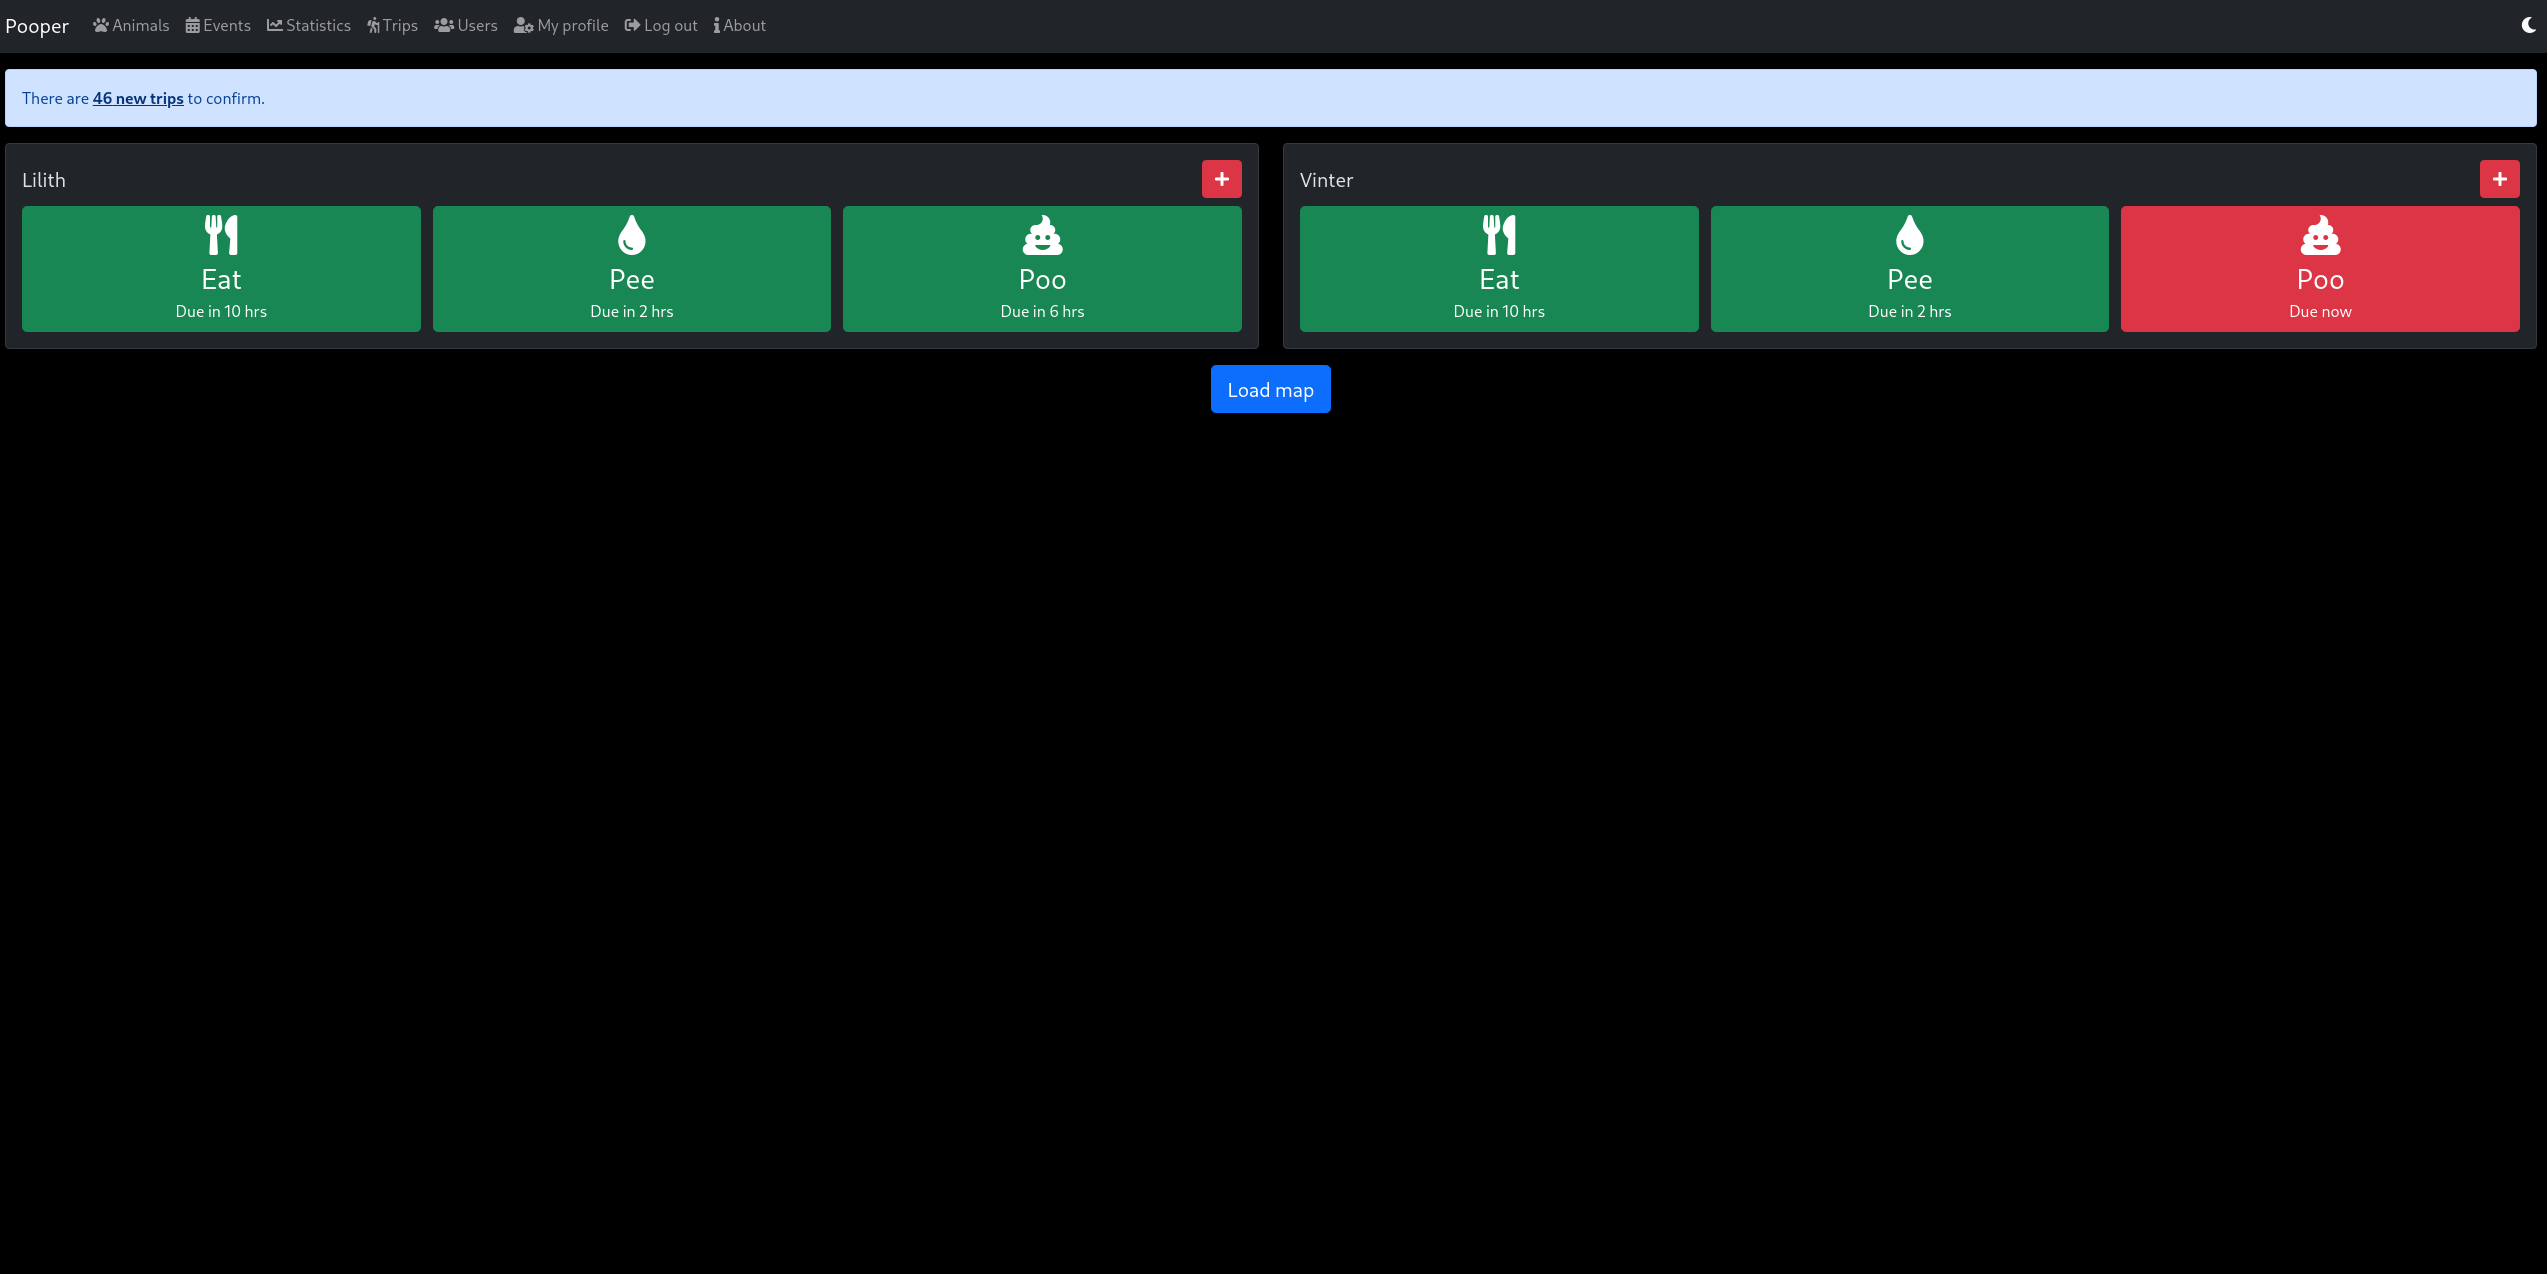 Pooper Animals Events Statistics Trips Users My profile Log out About
There are 46 new trips to confirm.
Lilith
Eat
Due in 10 hrs
Pee
Due in 2 hrs
Poo
Due in 6 hrs
Vinter
Eat
Due in 10 hrs
Pee
Due in 2 hrs
Poo
Due now
Load map